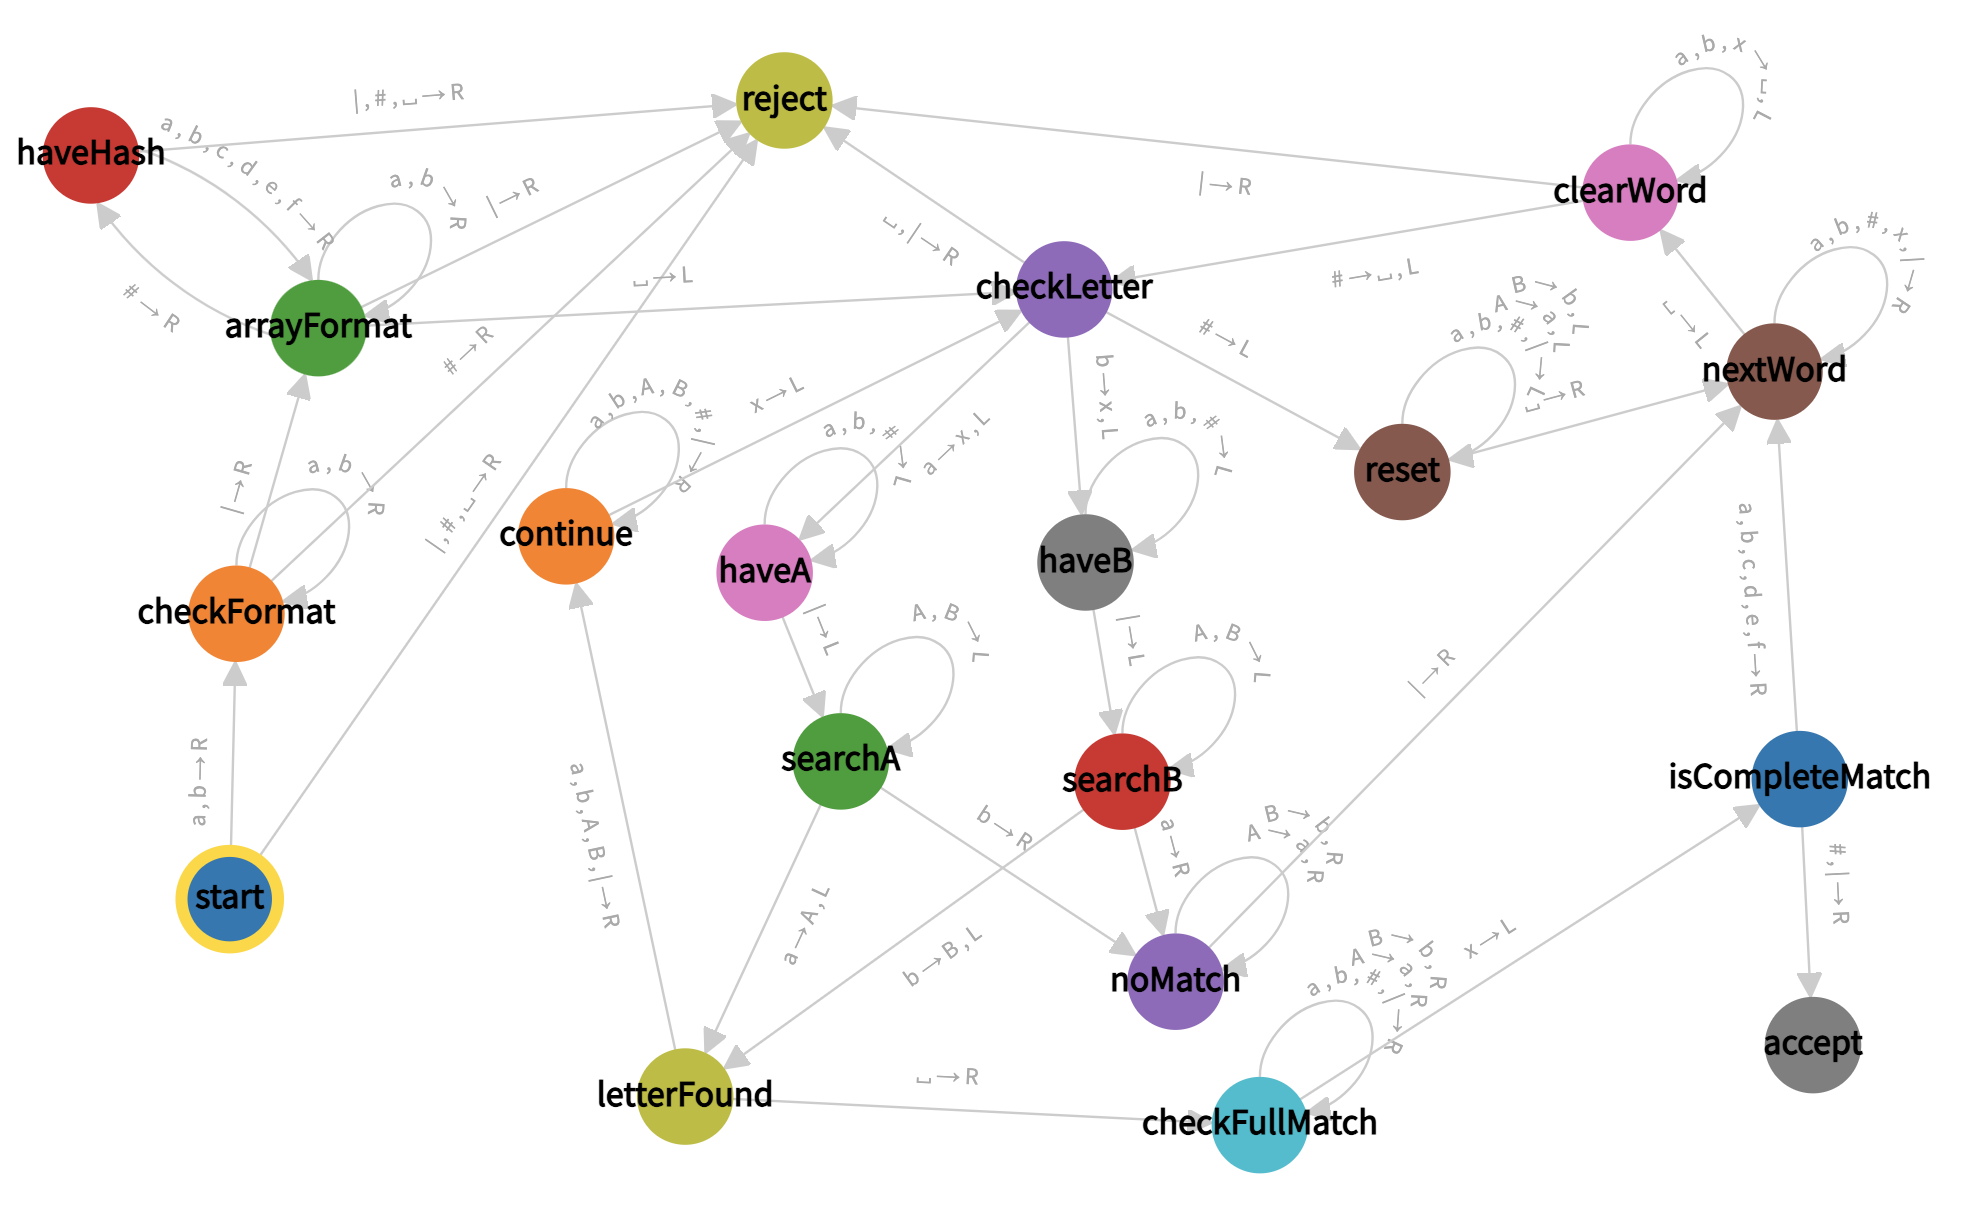 a,b,x→␣,L
reject
|,#,␣→R
a,b,c,d,e,f→R
haveHash
a,b→R
|→R
|→R
clearWord
a,b,#,x,|→R
␣,|→R
#→␣,L
checkLetter
␣→L
#→R
arrayFormat
B→b,L
A→a,L
a,b,#,|→L
␣→L
#→L
nextWord
#→R
b→x,L
x→L
a,b,A,B,#,|→R
␣→R
a,b,#→L
a,b,#→L
a→x,L
reset
|→R
a,b→R
|,#,␣→R
continue
haveA
haveB
a,b,c,d,e,f→R
checkFormat
|→L
|→L
A,B→L
A,B→L
|→R
a,b→R
searchA
searchB
isCompleteMatch
a,b,A,B,|→R
b→R
a→R
B→b,R
A→a,R
start
#,|→R
a→A,L
b→B,L
B→b,R
A→a,R
a,b,#,|→R
x→L
noMatch
accept
␣→R
letterFound
checkFullMatch